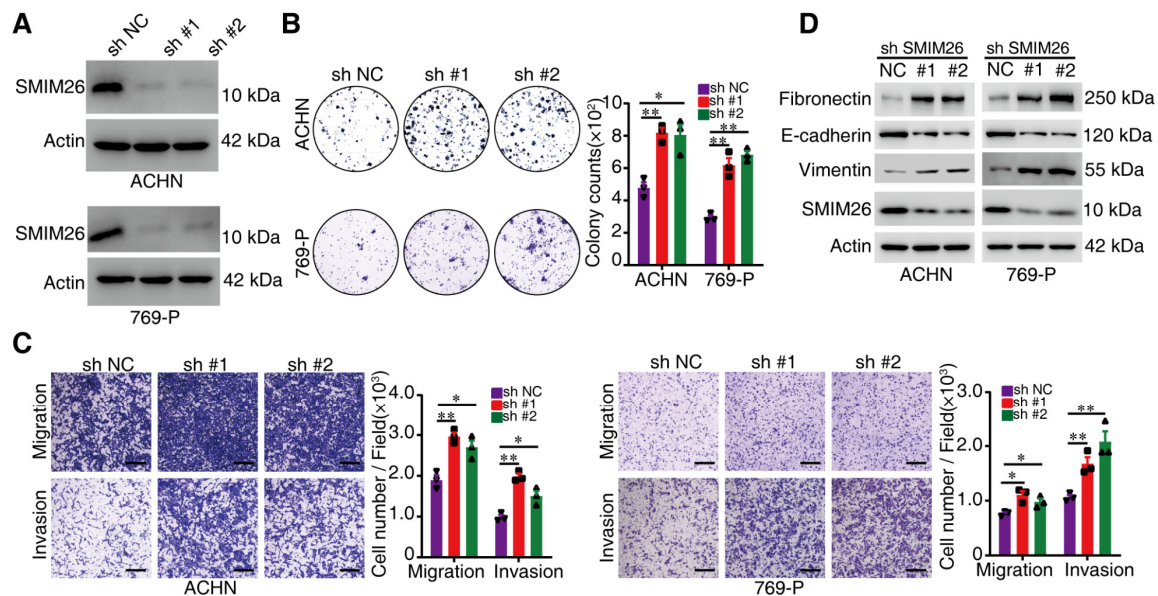 A
sh NC
sh #1
sh #2
SMIM26
10 kDa
Actin
42 kDa
ACHN
SMIM26
10 kDa
Actin
42 kDa
769-P
B
sh NC
sh #1
sh #2
ACHN
769-P
Colony counts(×10²)
10
8
6
4
2
0
sh NC
sh #1
sh #2
*
**
**
**
ACHN
769-P
D
sh SMIM26
sh SMIM26
NC #1 #2
NC #1 #2
Fibronectin
250 kDa
E-cadherin
120 kDa
Vimentin
55 kDa
SMIM26
10 kDa
Actin
42 kDa
ACHN
769-P
C
sh NC
sh #1
sh #2
Migration
Invasion
ACHN
Cell number / Field(×10³)
4.0
3.0
2.0
1.0
0
sh NC
sh #1
sh #2
*
**
*
**
Migration
Invasion
sh NC
sh #1
sh #2
Migration
Invasion
769-P
Cell number / Field(×10³)
3.0
2.0
1.0
0
sh NC
sh #1
sh #2
**
**
*
*
Migration
Invasion